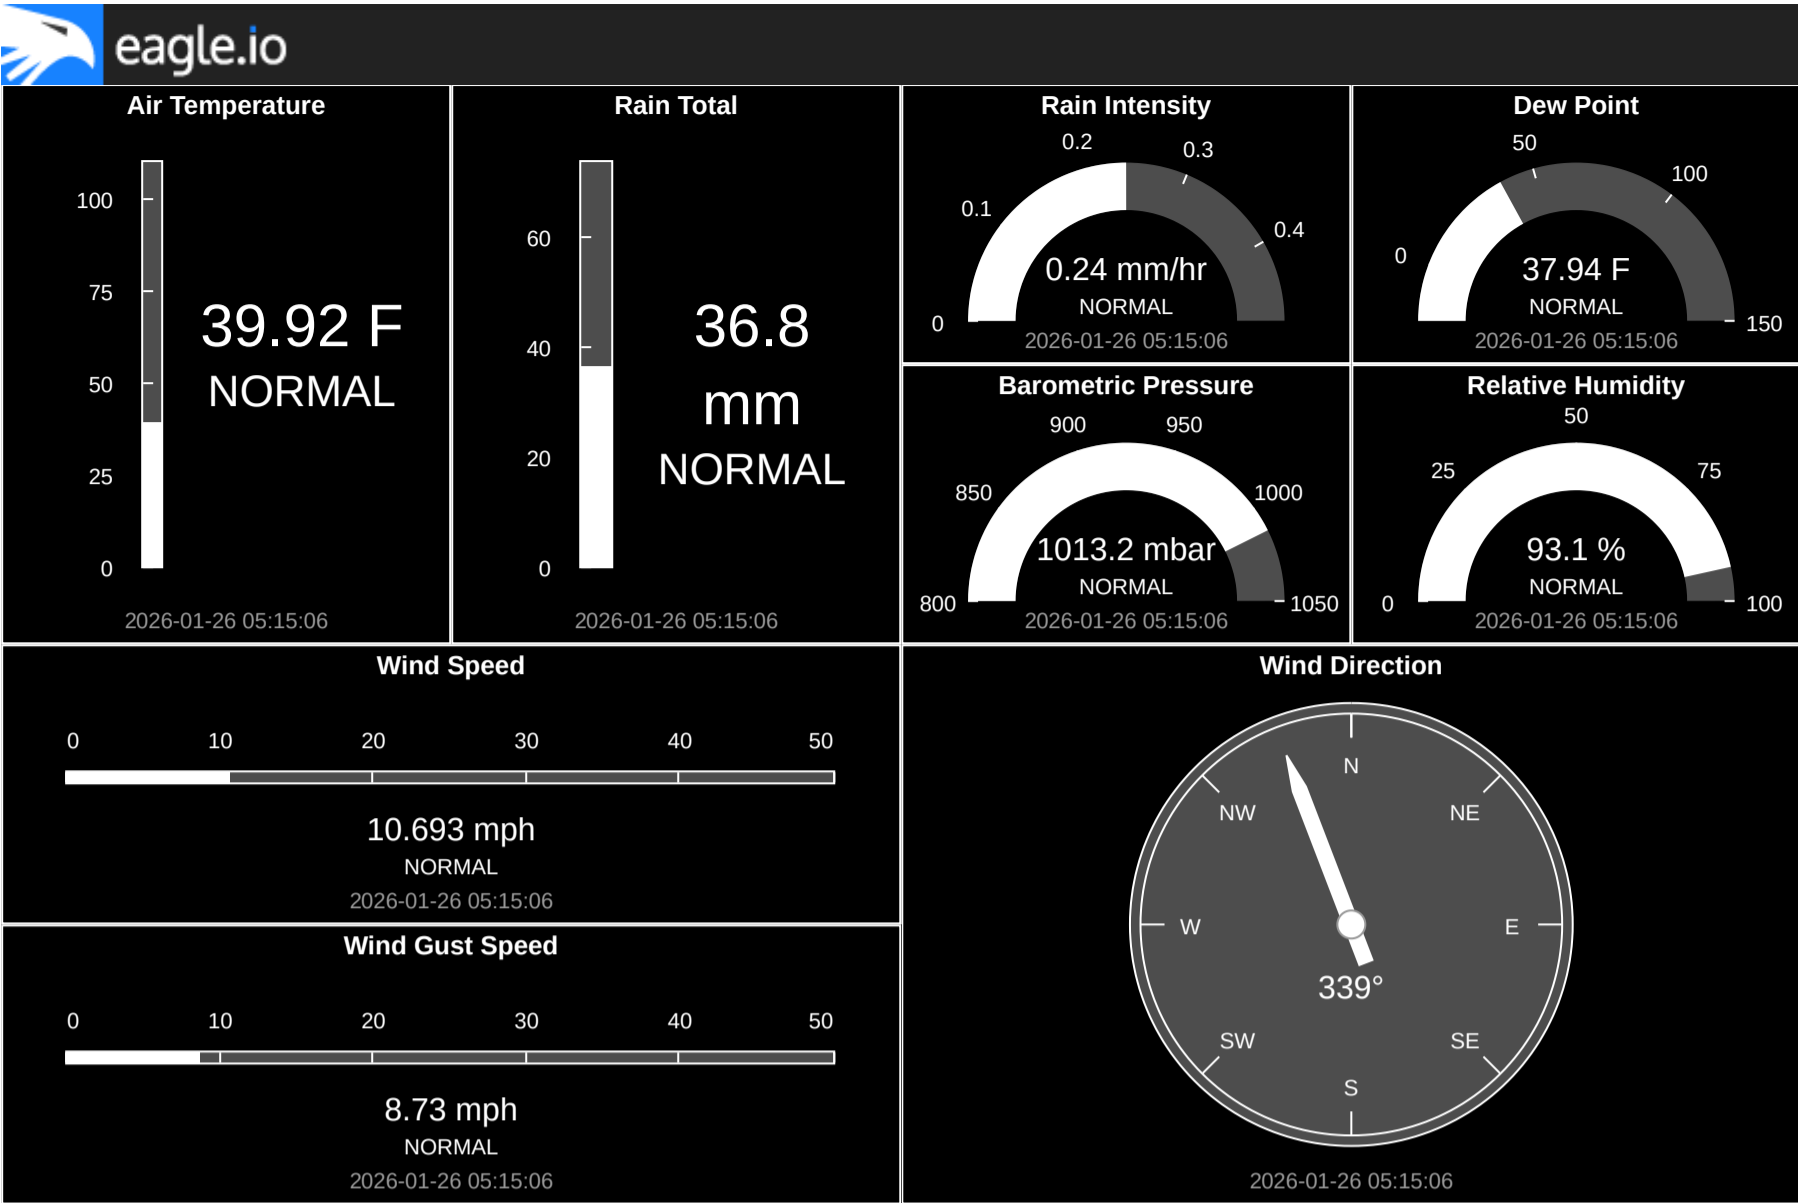 eagle.io
Air Temperature
100
75
50
25
0
39.92 F
NORMAL
2026-01-26 05:15:06
Rain Total
60
40
20
0
36.8
mm
NORMAL
2026-01-26 05:15:06
Rain Intensity
0
0.1
0.2
0.3
0.4
0.24 mm/hr
NORMAL
2026-01-26 05:15:06
Dew Point
0
50
100
150
37.94 F
NORMAL
2026-01-26 05:15:06
Barometric Pressure
800
850
900
950
1000
1050
1013.2 mbar
NORMAL
2026-01-26 05:15:06
Relative Humidity
0
25
50
75
100
93.1 %
NORMAL
2026-01-26 05:15:06
Wind Speed
0 10 20 30 40 50
10.693 mph
NORMAL
2026-01-26 05:15:06
Wind Gust Speed
0 10 20 30 40 50
8.73 mph
NORMAL
2026-01-26 05:15:06
Wind Direction
N
NW NE
W E
339°
SW SE
S
2026-01-26 05:15:06